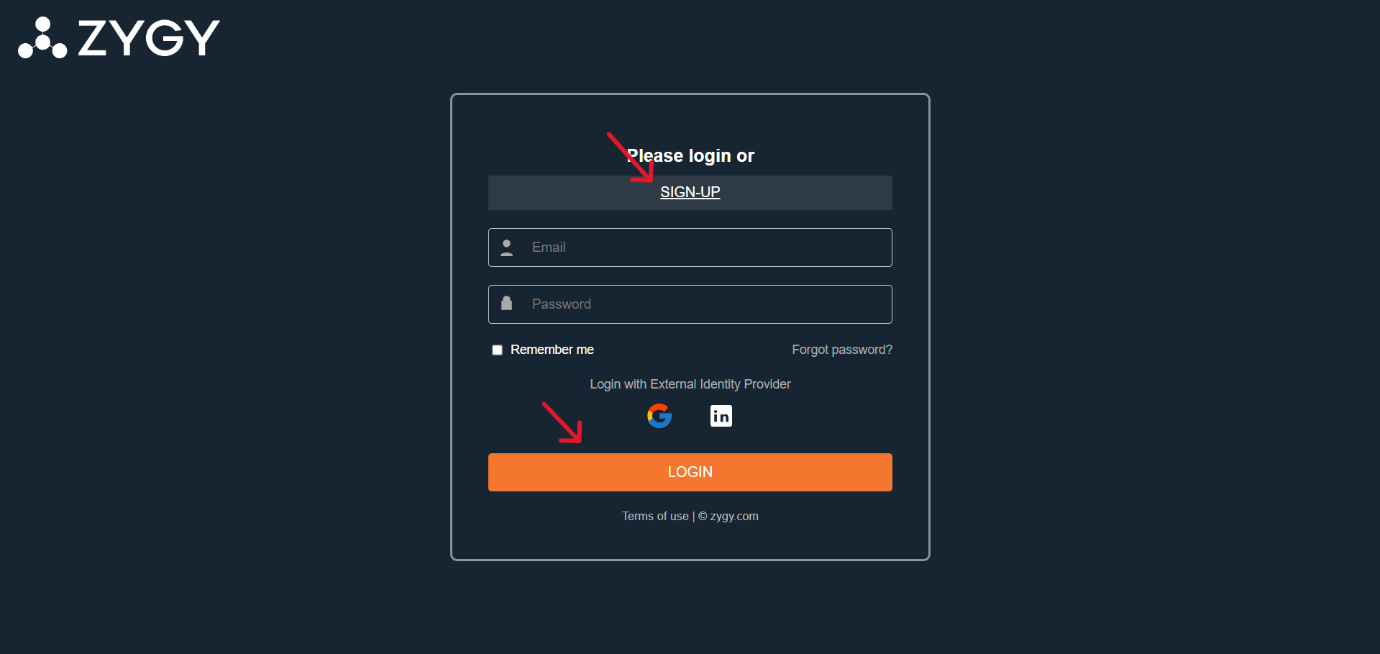 ZYGY
Please login or
SIGN-UP
Email
Password
Remember me Forgot password?
Login with External Identity Provider
in
LOGIN
Terms of use | © zygy.com